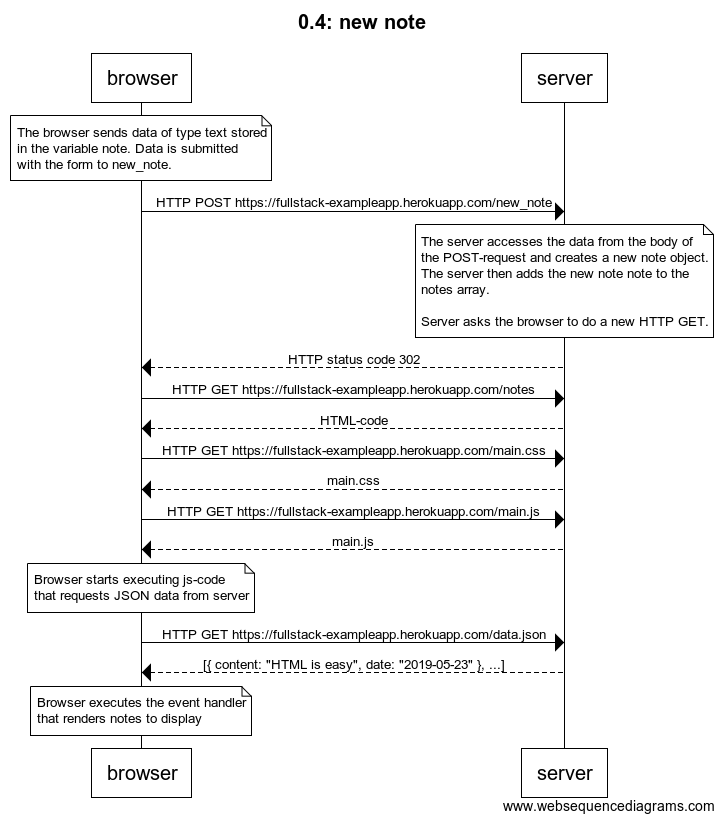 0.4: new note
browser
server
The browser sends data of type text stored
in the variable note. Data is submitted
with the form to new_note.
HTTP POST https://fullstack-exampleapp.herokuapp.com/new_note
The server accesses the data from the body of
the POST-request and creates a new note object.
The server then adds the new note note to the
notes array.
Server asks the browser to do a new HTTP GET.
HTTP status code 302
HTTP GET https://fullstack-exampleapp.herokuapp.com/notes
HTML-code
HTTP GET https://fullstack-exampleapp.herokuapp.com/main.css
main.css
HTTP GET https://fullstack-exampleapp.herokuapp.com/main.js
main.js
Browser starts executing js-code
that requests JSON data from server
HTTP GET https://fullstack-exampleapp.herokuapp.com/data.json
[{ content: "HTML is easy", date: "2019-05-23" }, ...]
Browser executes the event handler
that renders notes to display
browser
server
www.websequencediagrams.com